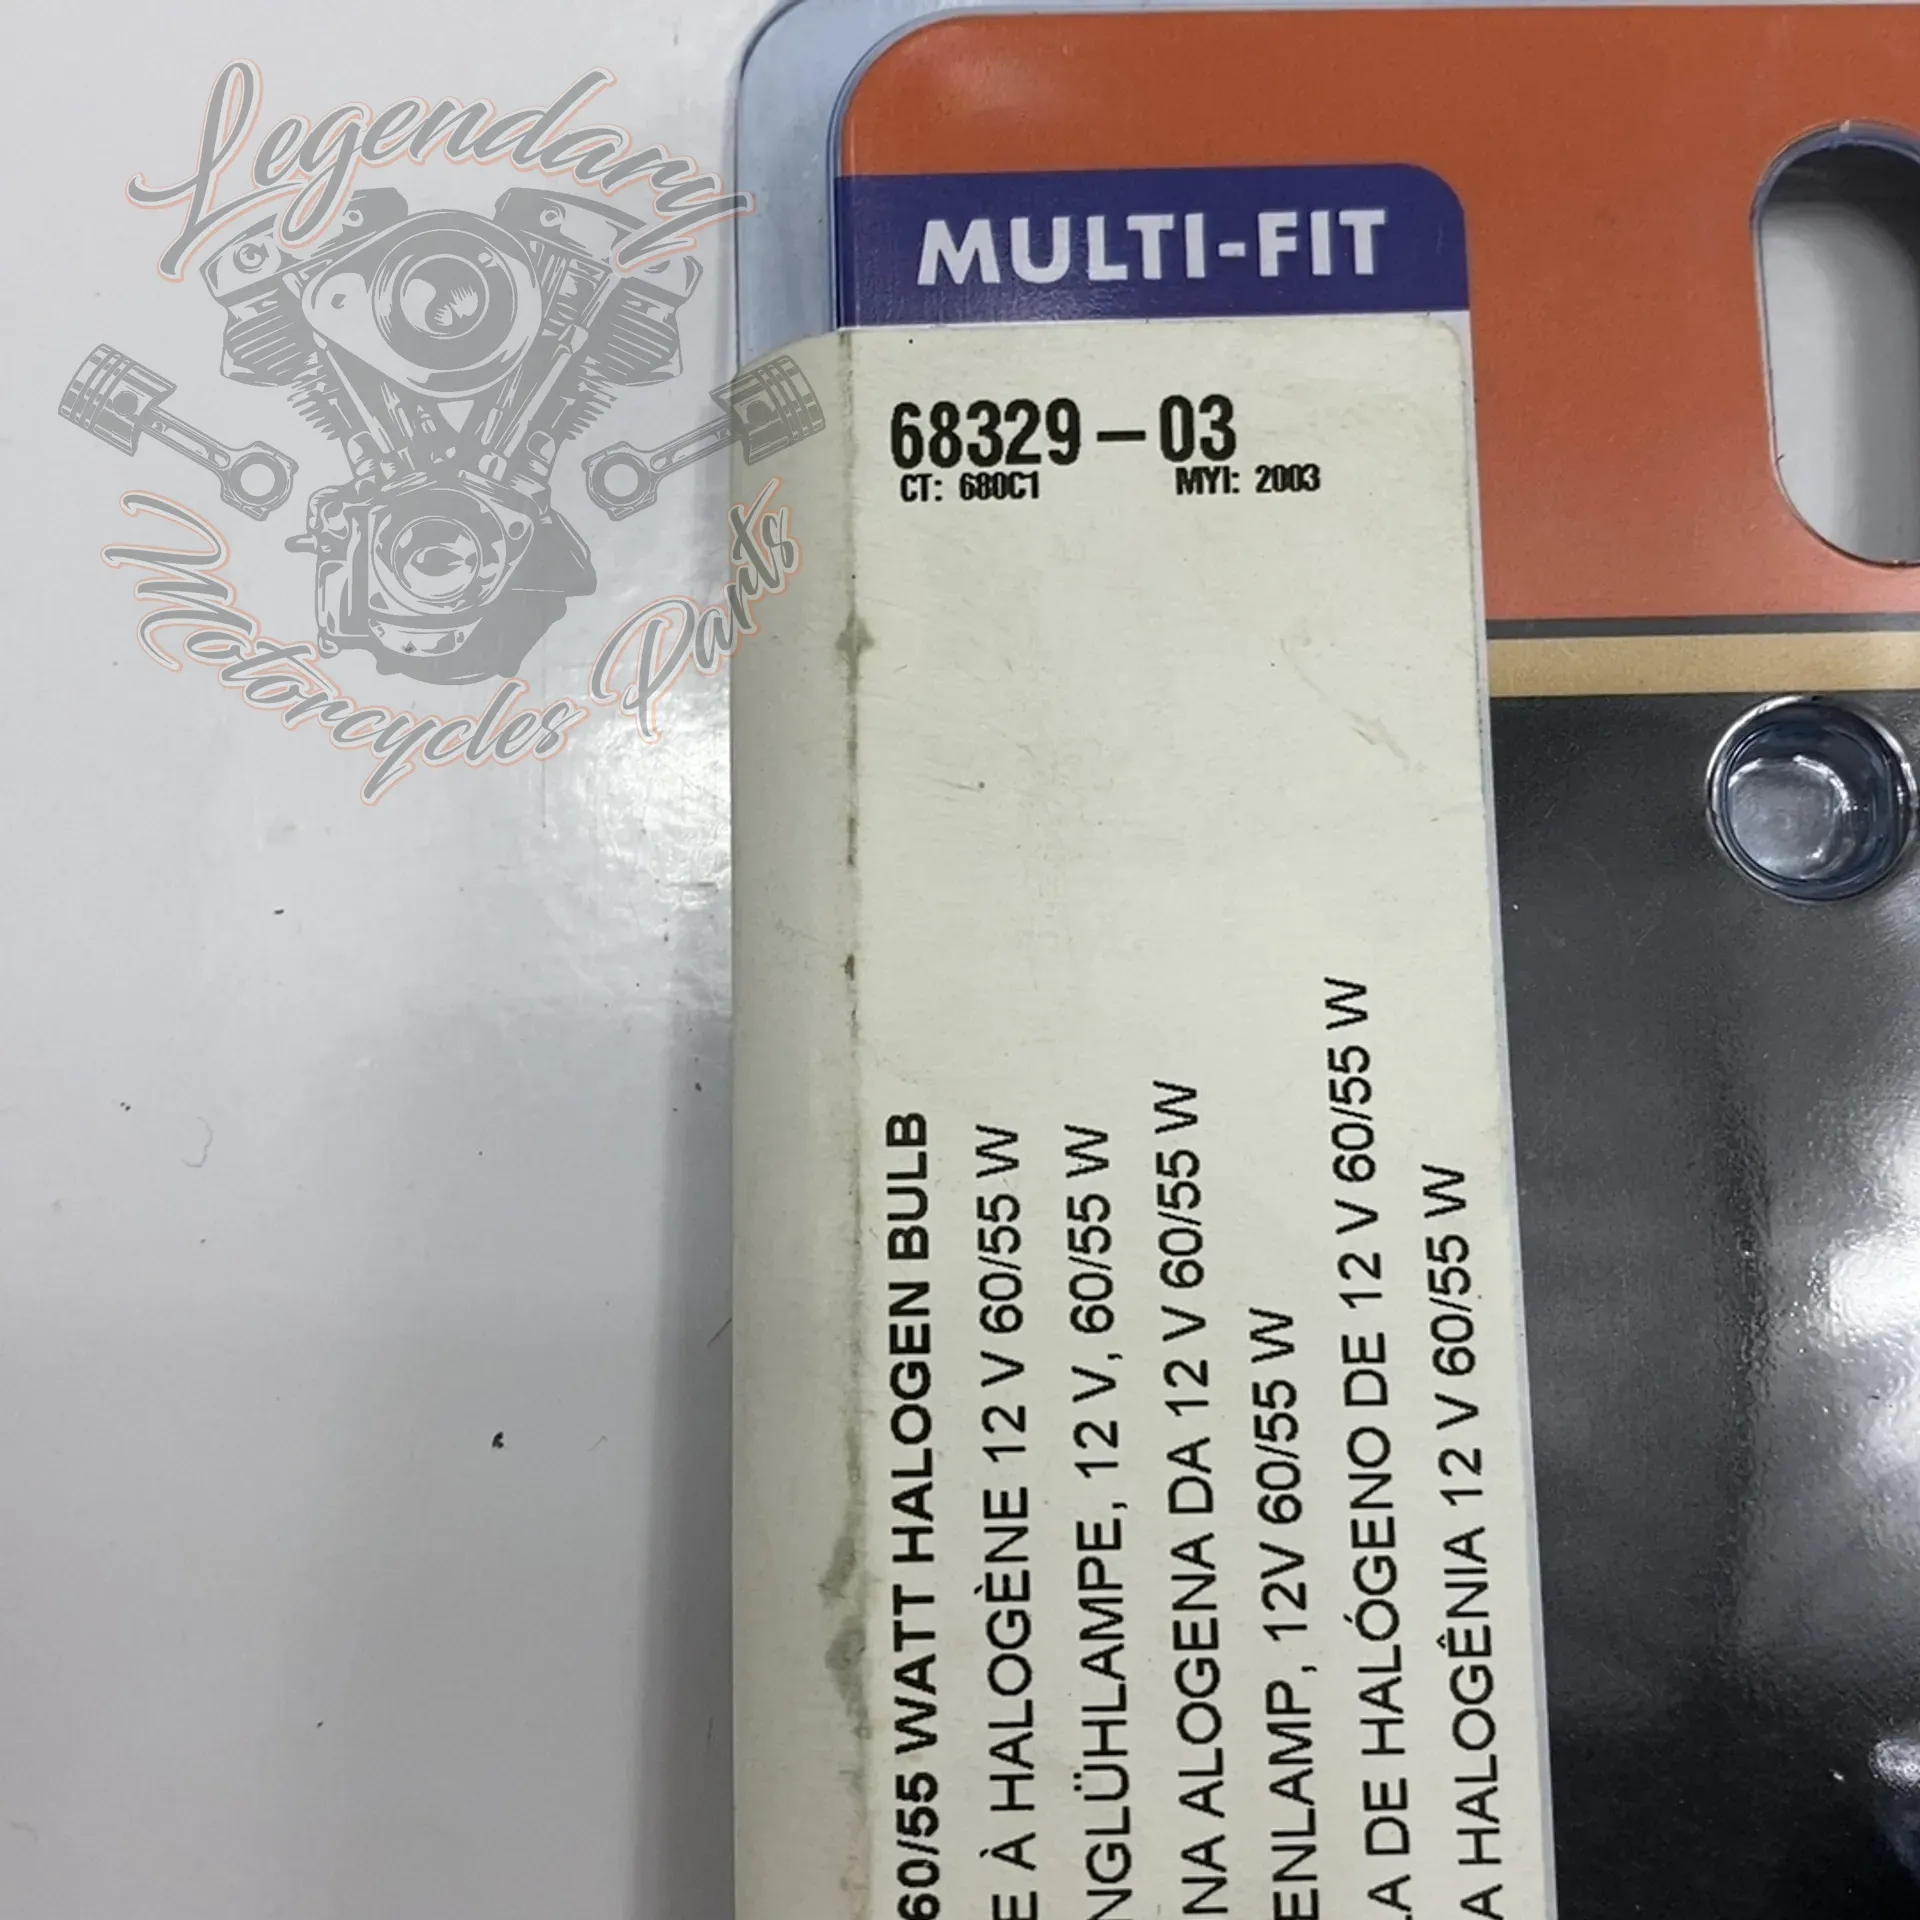 Legendary
Motorcycles Parts
MULTI-FIT
68329-03
CT: 680C1 MYI: 2003
60/55 WATT HALOGEN BULB
E À HALOGÈNE 12 V 60/55 W
NGLÜHLAMPE, 12 V, 60/55 W
NA ALOGENA DA 12 V 60/55 W
ENLAMP, 12V 60/55 W
LA DE HALÓGENO DE 12 V 60/55 W
A HALOGÊNIA 12 V 60/55 W